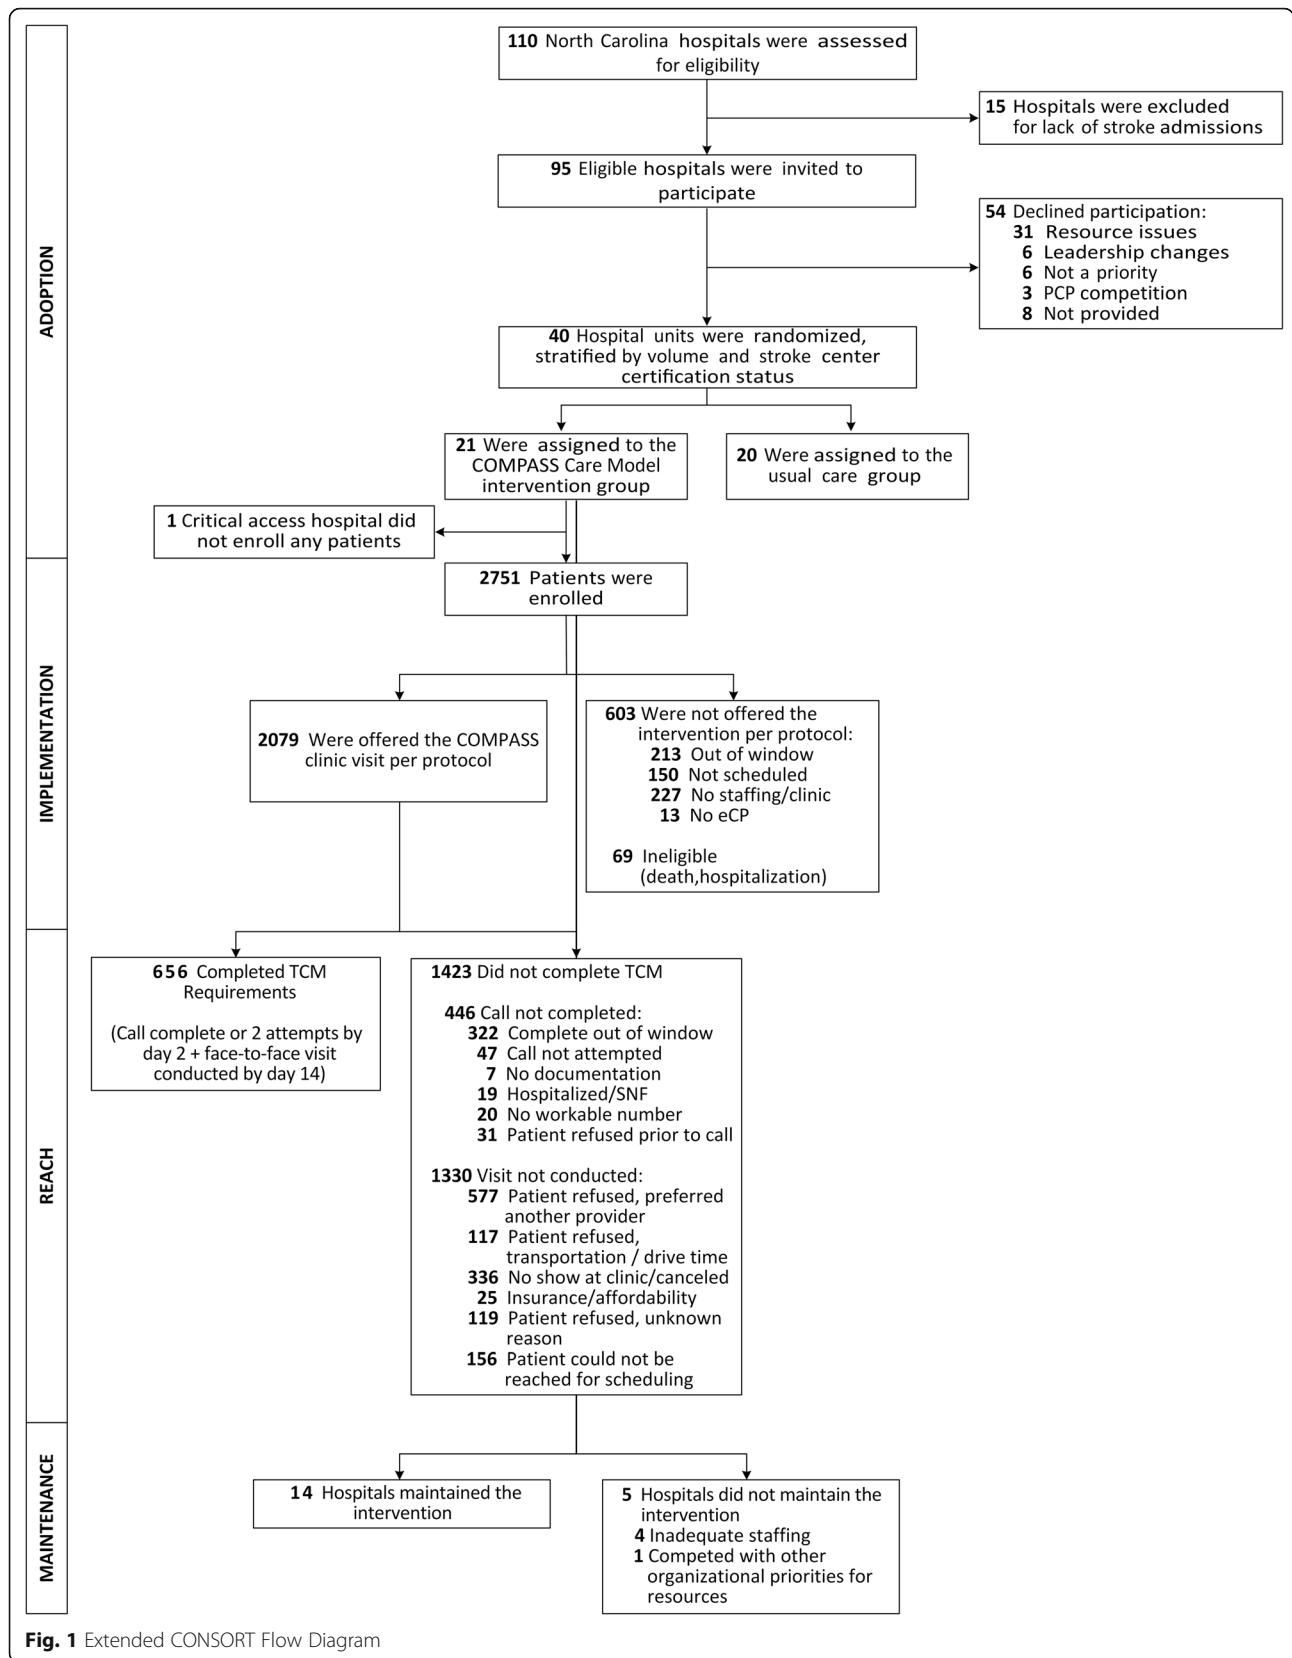 ADOPTION
110 North Carolina hospitals were assessed
for eligibility
15 Hospitals were excluded
for lack of stroke admissions
95 Eligible hospitals were invited to
participate
54 Declined participation:
31 Resource issues
6 Leadership changes
6 Not a priority
3 PCP competition
8 Not provided
40 Hospital units were randomized,
stratified by volume and stroke center
certification status
21 Were assigned to the
COMPASS Care Model
intervention group
20 Were assigned to the
usual care group
1 Critical access hospital did
not enroll any patients
IMPLEMENTATION
2751 Patients were
enrolled
2079 Were offered the COMPASS
clinic visit per protocol
603 Were not offered the
intervention per protocol:
213 Out of window
150 Not scheduled
227 No staffing/clinic
13 No eCP
69 Ineligible
(death,hospitalization)
REACH
656 Completed TCM
Requirements
(Call complete or 2 attempts by
day 2 + face-to-face visit
conducted by day 14)
1423 Did not complete TCM
446 Call not completed:
322 Complete out of window
47 Call not attempted
7 No documentation
19 Hospitalized/SNF
20 No workable number
31 Patient refused prior to call
1330 Visit not conducted:
577 Patient refused, preferred
another provider
117 Patient refused,
transportation / drive time
336 No show at clinic/canceled
25 Insurance/affordability
119 Patient refused, unknown
reason
156 Patient could not be
reached for scheduling
MAINTENANCE
14 Hospitals maintained the
intervention
5 Hospitals did not maintain the
intervention
4 Inadequate staffing
1 Competed with other
organizational priorities for
resources
Fig. 1 Extended CONSORT Flow Diagram